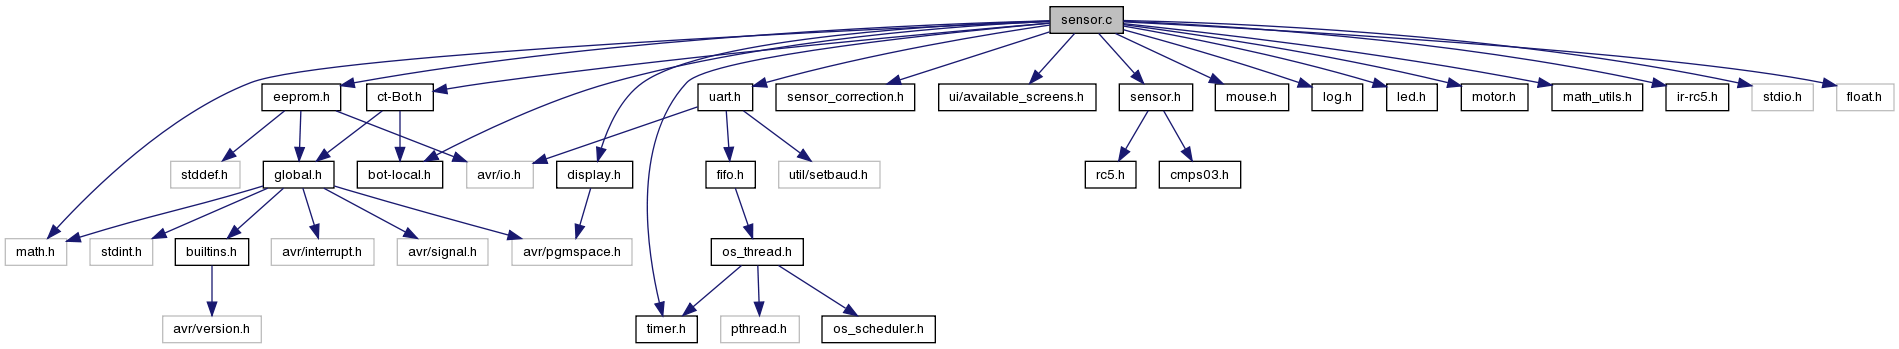 sensor.c
eeprom.h
ct-Bot.h
uart.h
sensor_correction.h
ui/available_screens.h
sensor.h
mouse.h
log.h
led.h
motor.h
math_utils.h
ir-rc5.h
stdio.h
float.h
stddef.h
global.h
bot-local.h
avr/io.h
display.h
fifo.h
util/setbaud.h
rc5.h
cmps03.h
math.h
stdint.h
builtins.h
avr/interrupt.h
avr/signal.h
avr/pgmspace.h
os_thread.h
avr/version.h
timer.h
pthread.h
os_scheduler.h